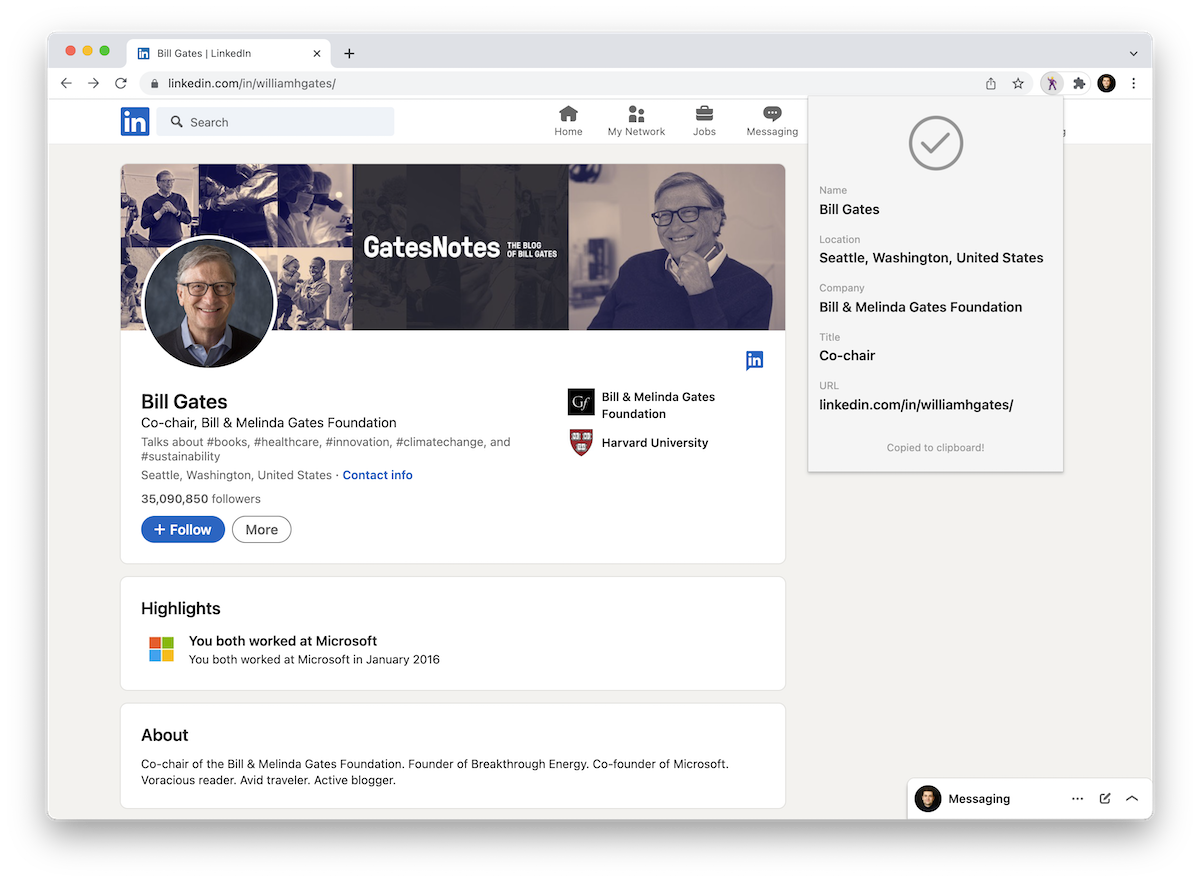 Bill Gates | LinkedIn
linkedin.com/in/williamhgates/
in
Search
Home
My Network
Jobs
Messaging
GatesNotes
THE BLOG
OF BILL GATES
in
Bill Gates
Co-chair, Bill & Melinda Gates Foundation
Talks about #books, #healthcare, #innovation, #climatechange, and
#sustainability
Seattle, Washington, United States · Contact info
35,090,850 followers
+ Follow
More
Gf
Bill & Melinda Gates
Foundation
Harvard University
Highlights
You both worked at Microsoft
You both worked at Microsoft in January 2016
About
Co-chair of the Bill & Melinda Gates Foundation. Founder of Breakthrough Energy. Co-founder of Microsoft.
Voracious reader. Avid traveler. Active blogger.
Name
Bill Gates
Location
Seattle, Washington, United States
Company
Bill & Melinda Gates Foundation
Title
Co-chair
URL
linkedin.com/in/williamhgates/
Copied to clipboard!
Messaging